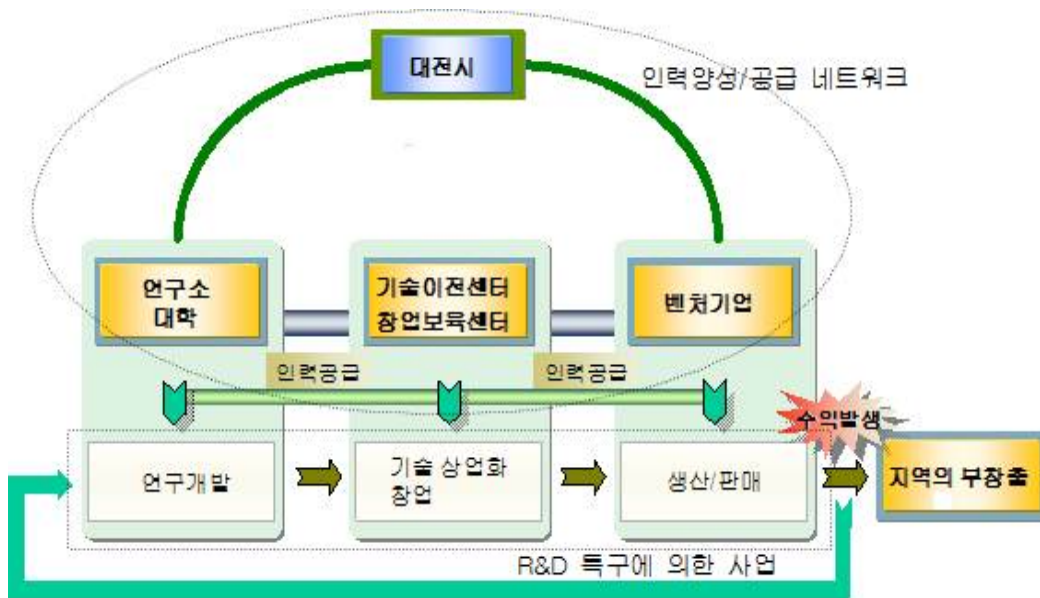 대전시
인력양성/공급 네트워크
연구소
대학
기술이전센터
창업보육센터
벤처기업
인력공급
인력공급
수익발생
연구개발
기술 상업화
창업
생산/판매
지역의 부창출
R&D 특구에 의한 사업